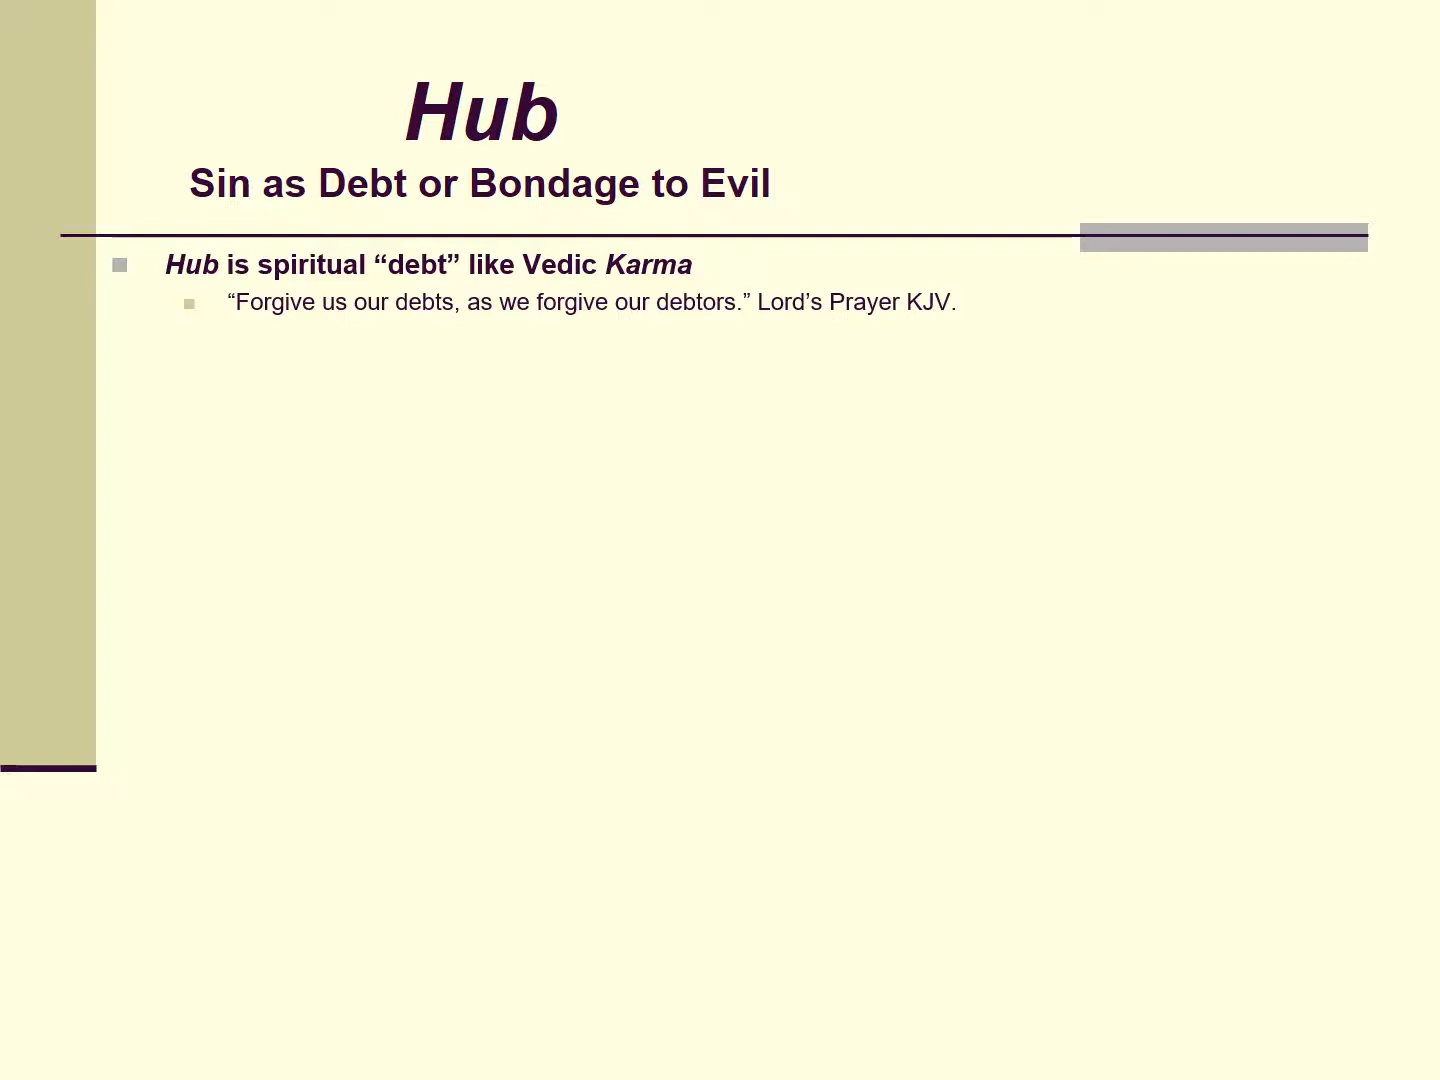 Hub
Sin as Debt or Bondage to Evil
Hub is spiritual “debt” like Vedic Karma
“Forgive us our debts, as we forgive our debtors.” Lord’s Prayer KJV.